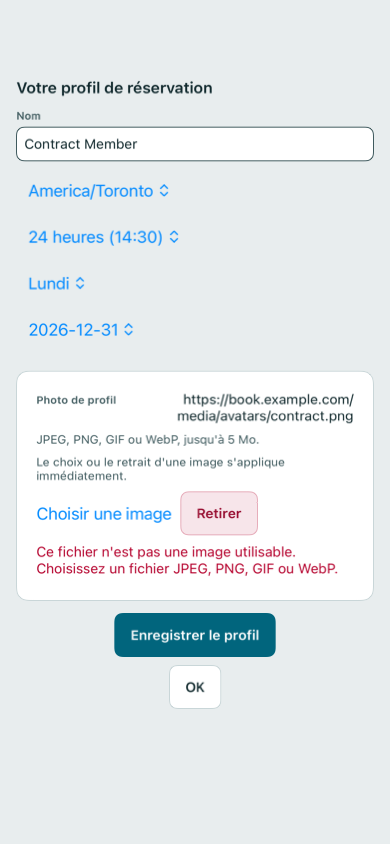 Votre profil de réservation
Nom
Contract Member
America/Toronto
24 heures (14:30)
Lundi
2026-12-31
Photo de profil
https://book.example.com/
media/avatars/contract.png
JPEG, PNG, GIF ou WebP, jusqu'à 5 Mo.
Le choix ou le retrait d'une image s'applique
immédiatement.
Choisir une image
Retirer
Ce fichier n'est pas une image utilisable.
Choisissez un fichier JPEG, PNG, GIF ou WebP.
Enregistrer le profil
OK